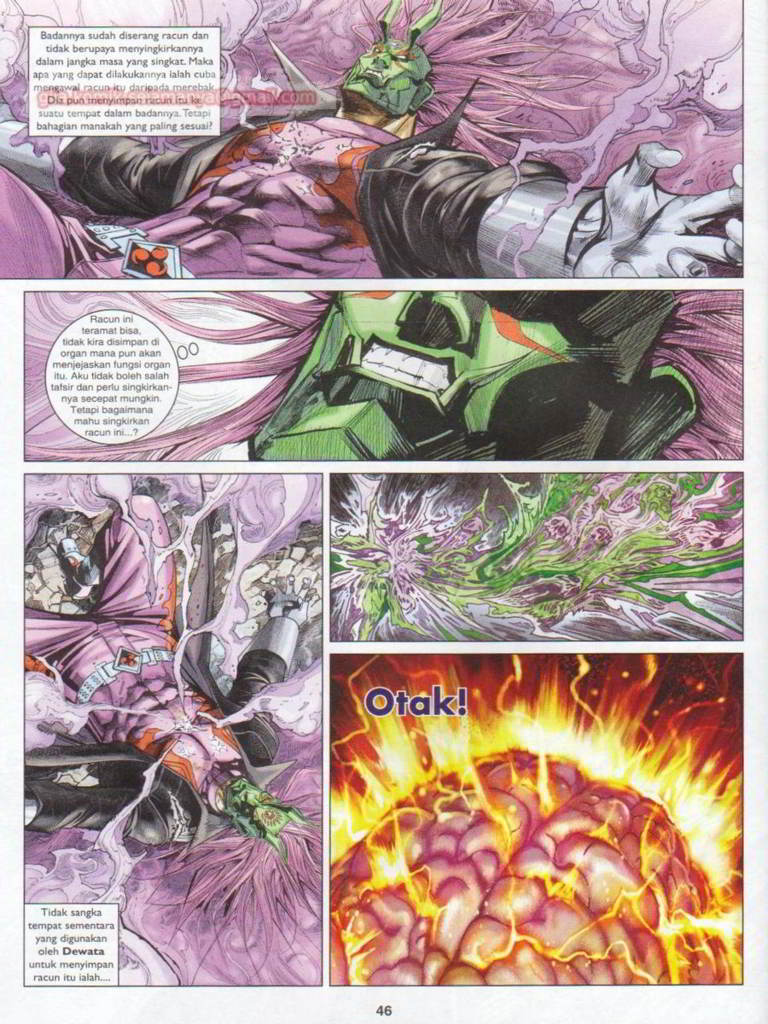 Badannya sudah diserang racun dan
tidak berupaya menyingkirkannya
dalam jangka masa yang singkat. Maka
apa yang dapat dilakukannya ialah cuba
mengawal racun itu daripada merebak.
Dia pun menyimpan racun itu ke
suatu tempat dalam badannya. Tetapi
bahagian manakah yang paling sesuai?
Racun ini
teramat bisa,
tidak kira disimpan di
organ mana pun akan
menjejaskan fungsi organ
itu. Aku tidak boleh salah
tafsir dan perlu singkirkan-
nya secepat mungkin.
Tetapi bagaimana
mahu singkirkan
racun ini...?
Tidak sangka
tempat sementara
yang digunakan
oleh Dewata
untuk menyimpan
racun itu ialah....
Otak!
46